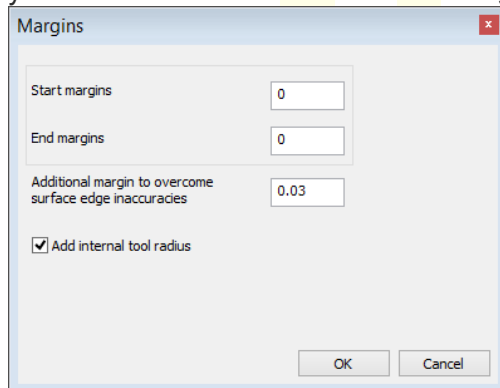 Margins
x
Start margins
0
End margins
0
Additional margin to overcome
surface edge inaccuracies
0.03
Add internal tool radius
OK
Cancel